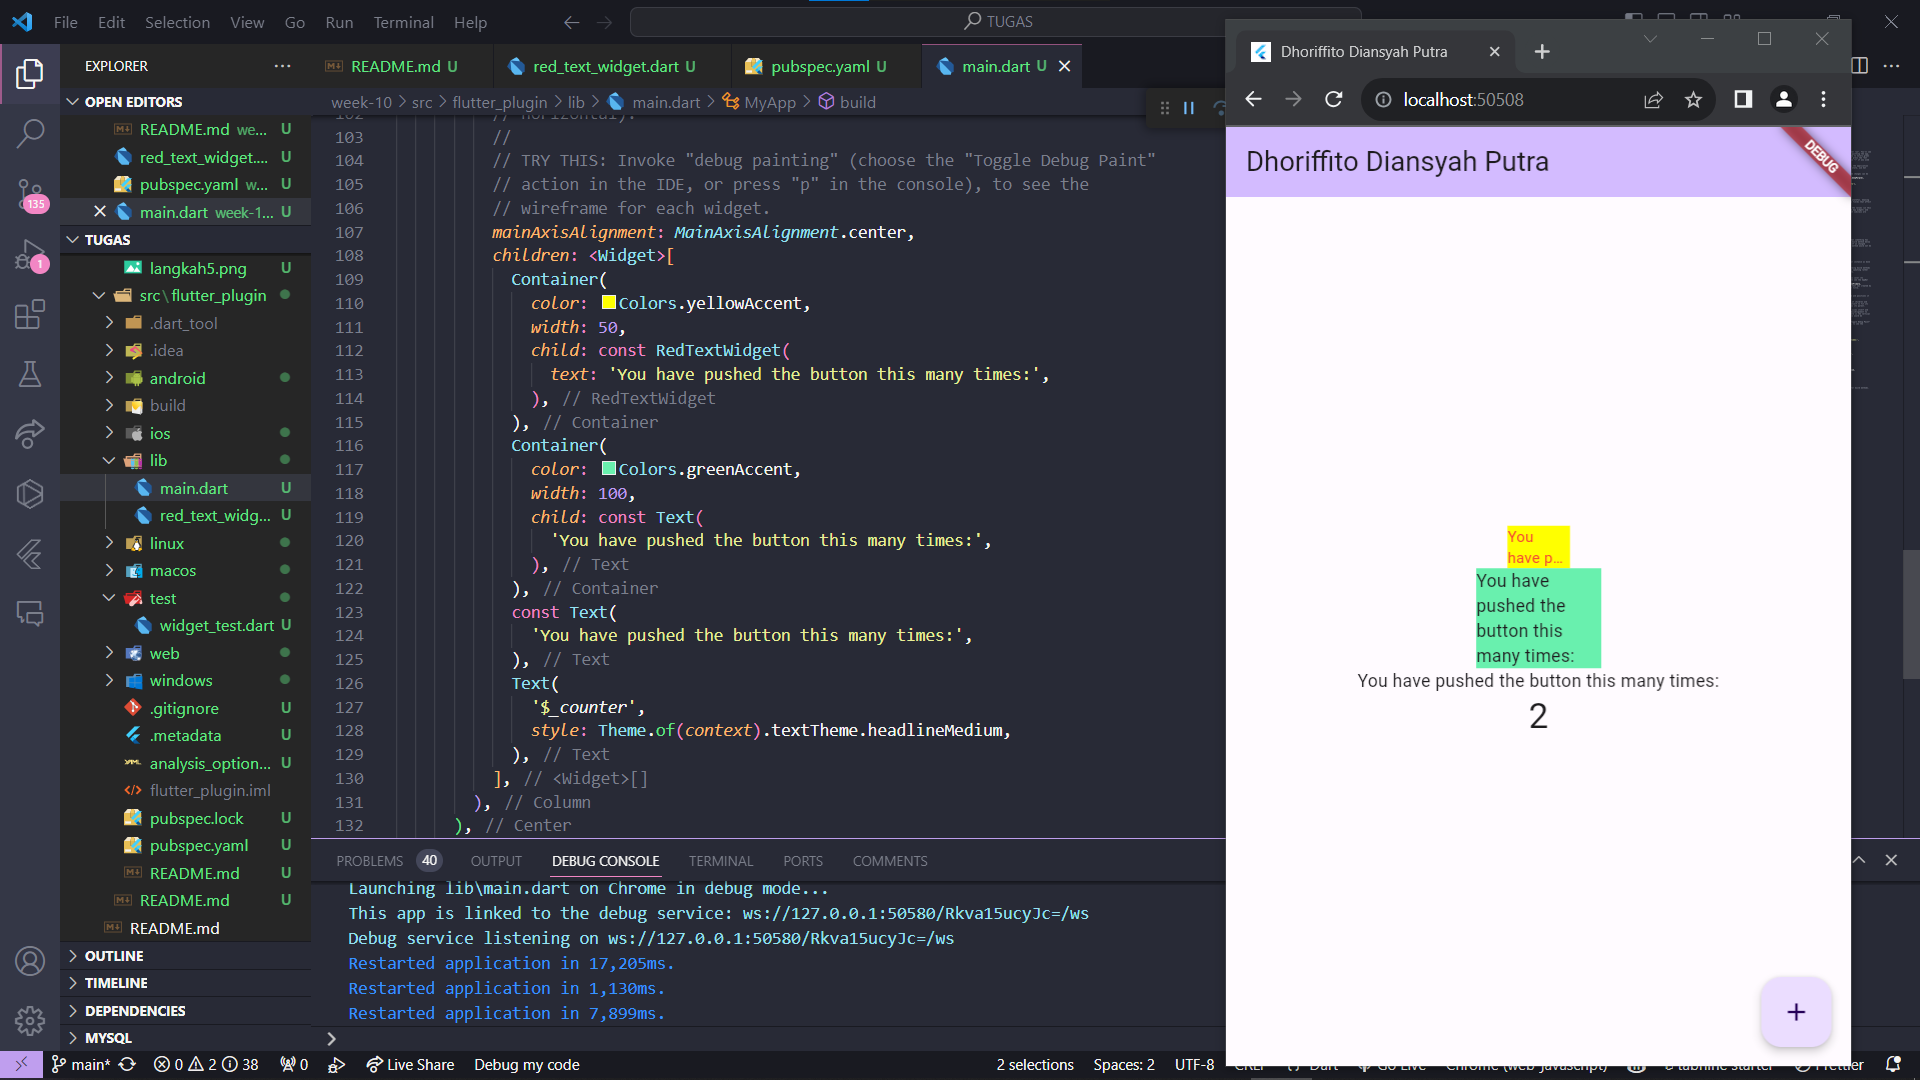 File Edit Selection View Go Run Terminal Help
TUGAS
EXPLORER
README.md U
red_text_widget.dart U
pubspec.yaml U
main.dart U
OPEN EDITORS
README.md we... U
red_text_widget.... U
pubspec.yaml w... U
main.dart week-1... U
TUGAS
langkah5.png U
src\flutter_plugin
.dart_tool
.idea
android
build
ios
lib
main.dart U
red_text_widg... U
linux
macos
test
widget_test.dart U
web
windows
.gitignore U
.metadata U
analysis_option... U
flutter_plugin.iml
pubspec.lock U
pubspec.yaml U
README.md U
README.md U
README.md
OUTLINE
TIMELINE
DEPENDENCIES
MYSQL
135
1
week-10 > src > flutter_plugin > lib > main.dart > MyApp > build
102 // horizontal).
103 //
104 // TRY THIS: Invoke "debug painting" (choose the "Toggle Debug Paint"
105 // action in the IDE, or press "p" in the console), to see the
106 // wireframe for each widget.
107 mainAxisAlignment: MainAxisAlignment.center,
108 children: <Widget>[
109 Container(
110 color: Colors.yellowAccent,
111 width: 50,
112 child: const RedTextWidget(
113 text: 'You have pushed the button this many times:',
114 ), // RedTextWidget
115 ), // Container
116 Container(
117 color: Colors.greenAccent,
118 width: 100,
119 child: const Text(
120 'You have pushed the button this many times:',
121 ), // Text
122 ), // Container
123 const Text(
124 'You have pushed the button this many times:',
125 ), // Text
126 Text(
127 '$_counter',
128 style: Theme.of(context).textTheme.headlineMedium,
129 ), // Text
130 ], // <Widget>[]
131 ), // Column
132 ), // Center
PROBLEMS 40 OUTPUT DEBUG CONSOLE TERMINAL PORTS COMMENTS
Launching lib\main.dart on Chrome in debug mode...
This app is linked to the debug service: ws://127.0.0.1:50580/Rkva15ucyJc=/ws
Debug service listening on ws://127.0.0.1:50580/Rkva15ucyJc=/ws
Restarted application in 17,205ms.
Restarted application in 1,130ms.
Restarted application in 7,899ms.
Dhoriffito Diansyah Putra
localhost:50508
Dhoriffito Diansyah Putra
DEBUG
You
have p...
You have
pushed the
button this
many times:
You have pushed the button this many times:
2
+
main* 0 2 38 0 Live Share Debug my code 2 selections Spaces: 2 UTF-8 CRLF Dart Go Live Chrome (web-javascript) tabnine starter Prettier